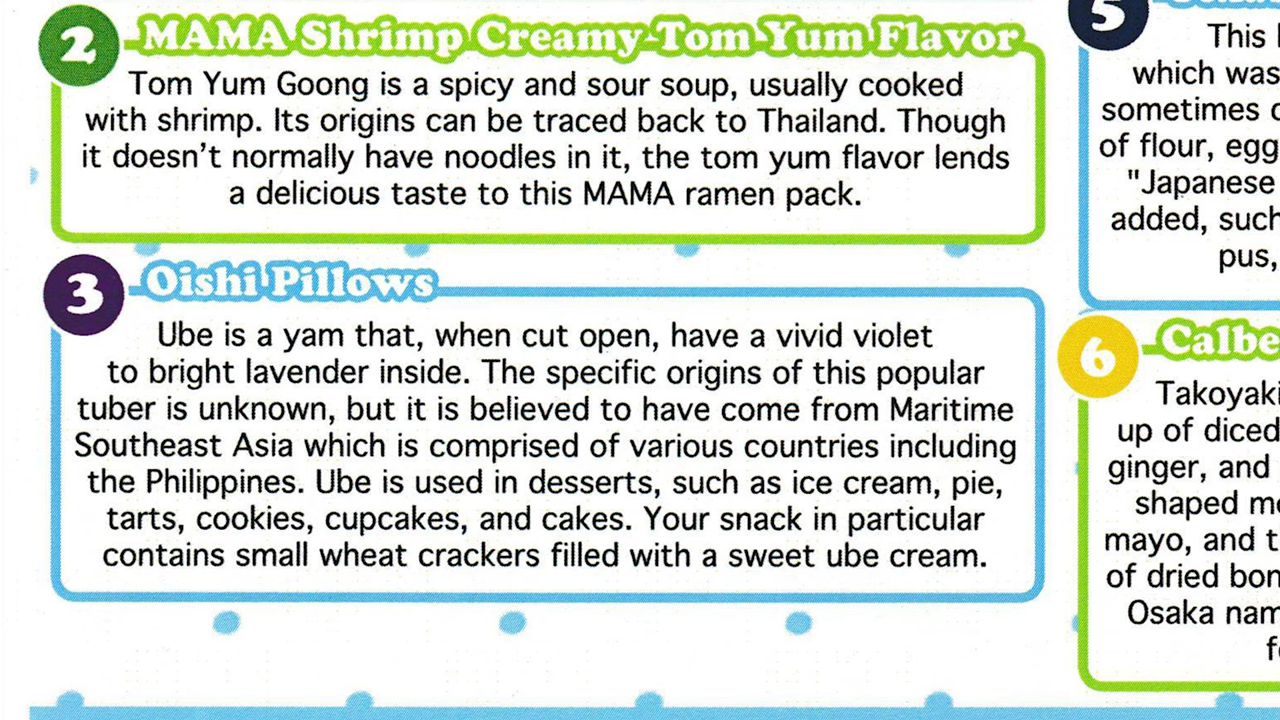 2 MAMA Shrimp Creamy Tom Yum Flavor
Tom Yum Goong is a spicy and sour soup, usually cooked
with shrimp. Its origins can be traced back to Thailand. Though
it doesn't normally have noodles in it, the tom yum flavor lends
a delicious taste to this MAMA ramen pack.
3 Oishi Pillows
Ube is a yam that, when cut open, have a vivid violet
to bright lavender inside. The specific origins of this popular
tuber is unknown, but it is believed to have come from Maritime
Southeast Asia which is comprised of various countries including
the Philippines. Ube is used in desserts, such as ice cream, pie,
tarts, cookies, cupcakes, and cakes. Your snack in particular
contains small wheat crackers filled with a sweet ube cream.
5
This
which was
sometimes
of flour, egg
"Japanese
added, such
pus,
6 Calbe
Takoyaki
up of diced
ginger, and
shaped
mayo, and
of dried
Osaka